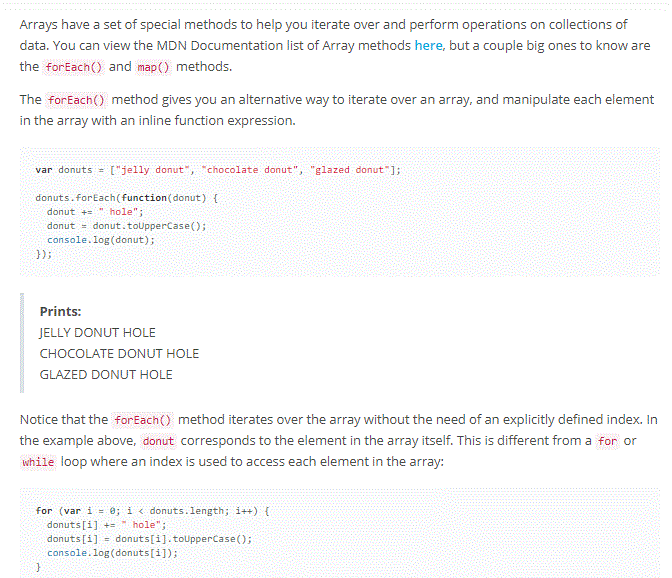 Arrays have a set of special methods to help you iterate over and perform operations on collections of
data. You can view the MDN Documentation list of Array methods here, but a couple big ones to know are
the forEach() and map() methods.
The forEach() method gives you an alternative way to iterate over an array, and manipulate each element
in the array with an inline function expression.
var donuts = ["jelly donut", "chocolate donut", "glazed donut"];
donuts.forEach(function(donut) {
  donut += " hole";
  donut = donut.toUpperCase();
  console.log(donut);
});
Prints:
JELLY DONUT HOLE
CHOCOLATE DONUT HOLE
GLAZED DONUT HOLE
Notice that the forEach() method iterates over the array without the need of an explicitly defined index. In
the example above, donut corresponds to the element in the array itself. This is different from a for or
while loop where an index is used to access each element in the array:
for (var i = 0; i < donuts.length; i++) {
  donuts[i] += " hole";
  donuts[i] = donuts[i].toUpperCase();
  console.log(donuts[i]);
}